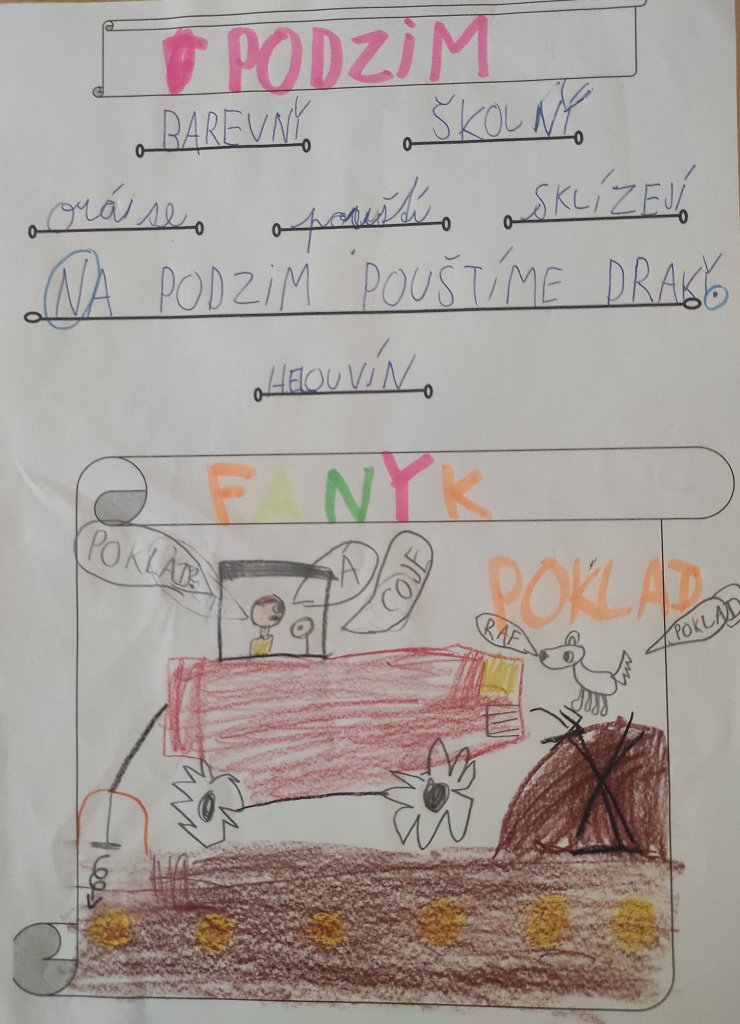 PODZIM
BAREVNÝ ŠKOLNÝ
orá se pouští SKLÍZEJÍ
NA PODZIM POUŠTÍME DRAKY.
HELOUVÍN
FANYK
POKLAD? A COJE POKLAD
RAF POKLAD